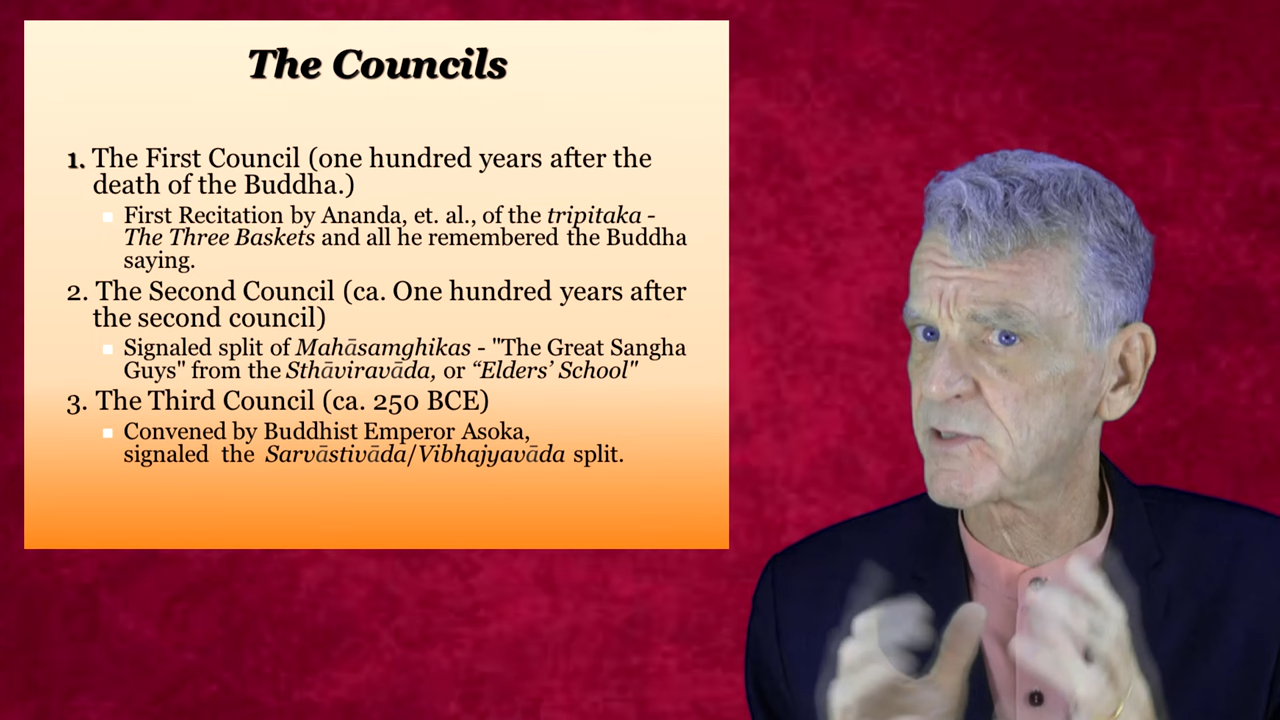 The Councils
1. The First Council (one hundred years after the
death of the Buddha.)
First Recitation by Ananda, et. al., of the tripitaka -
The Three Baskets and all he remembered the Buddha
saying.
2. The Second Council (ca. One hundred years after
the second council)
Signaled split of Mahāsamghikas - "The Great Sangha
Guys" from the Sthāviravāda, or “Elders’ School"
3. The Third Council (ca. 250 BCE)
Convened by Buddhist Emperor Asoka,
signaled the Sarvāstivāda/Vibhajyavāda split.